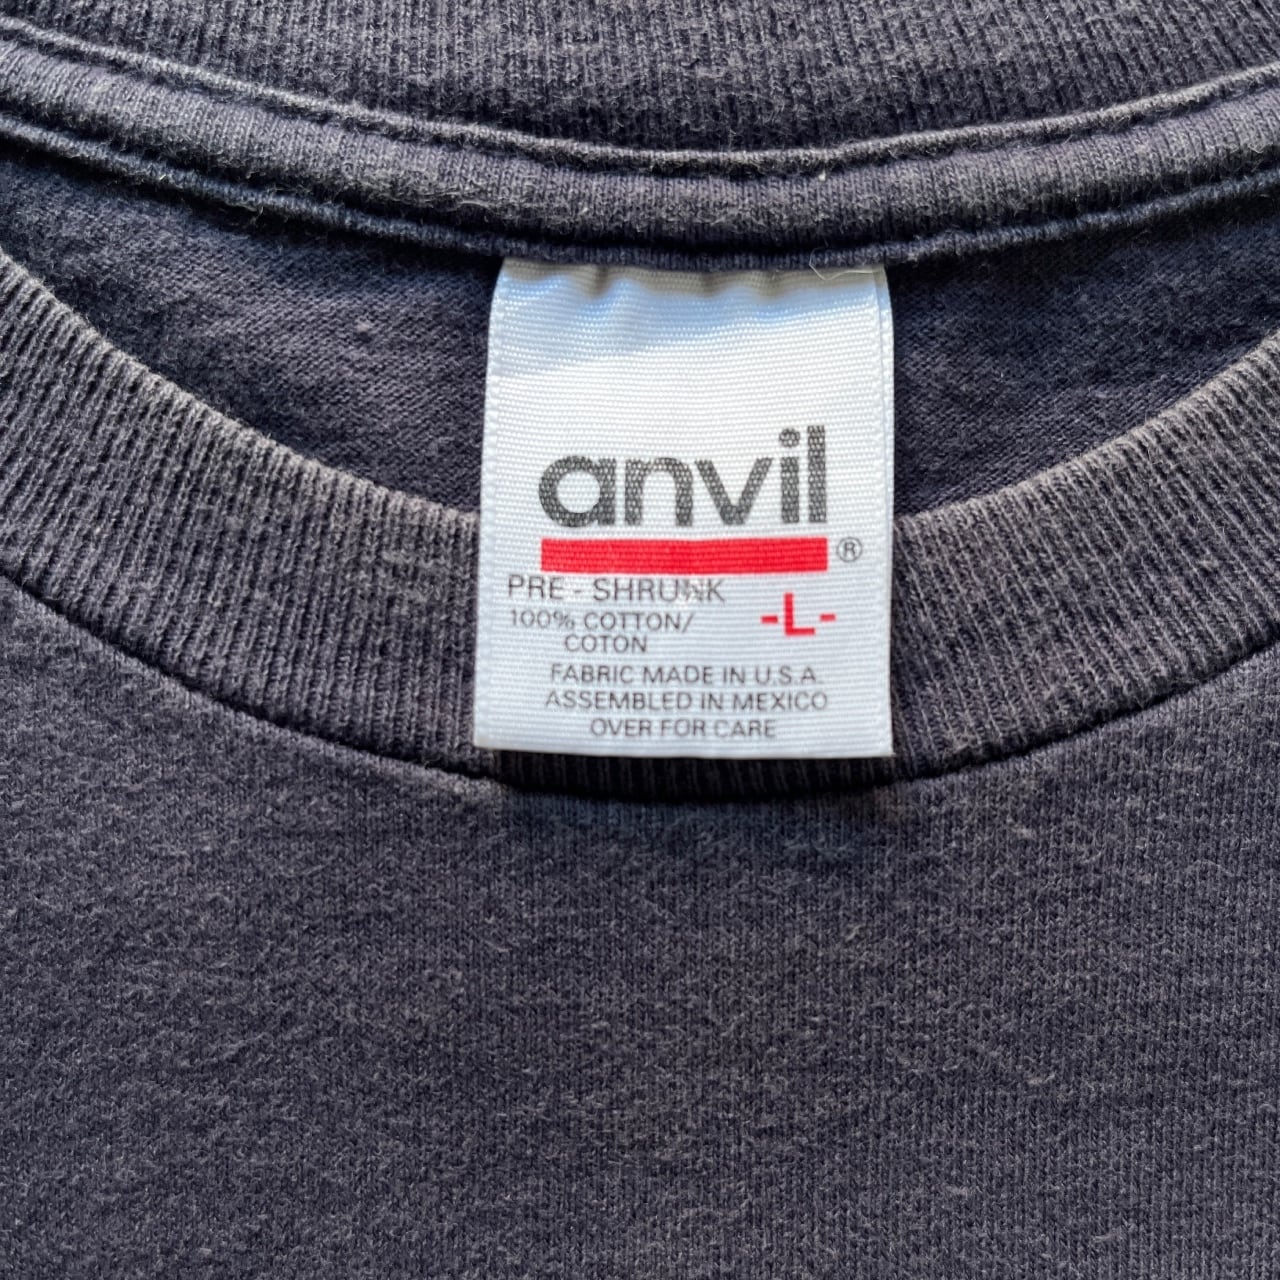 anvil ®
PRE - SHRUNK
-L-
100% COTTON/
COTON
FABRIC MADE IN U.S.A.
ASSEMBLED IN MEXICO
OVER FOR CARE